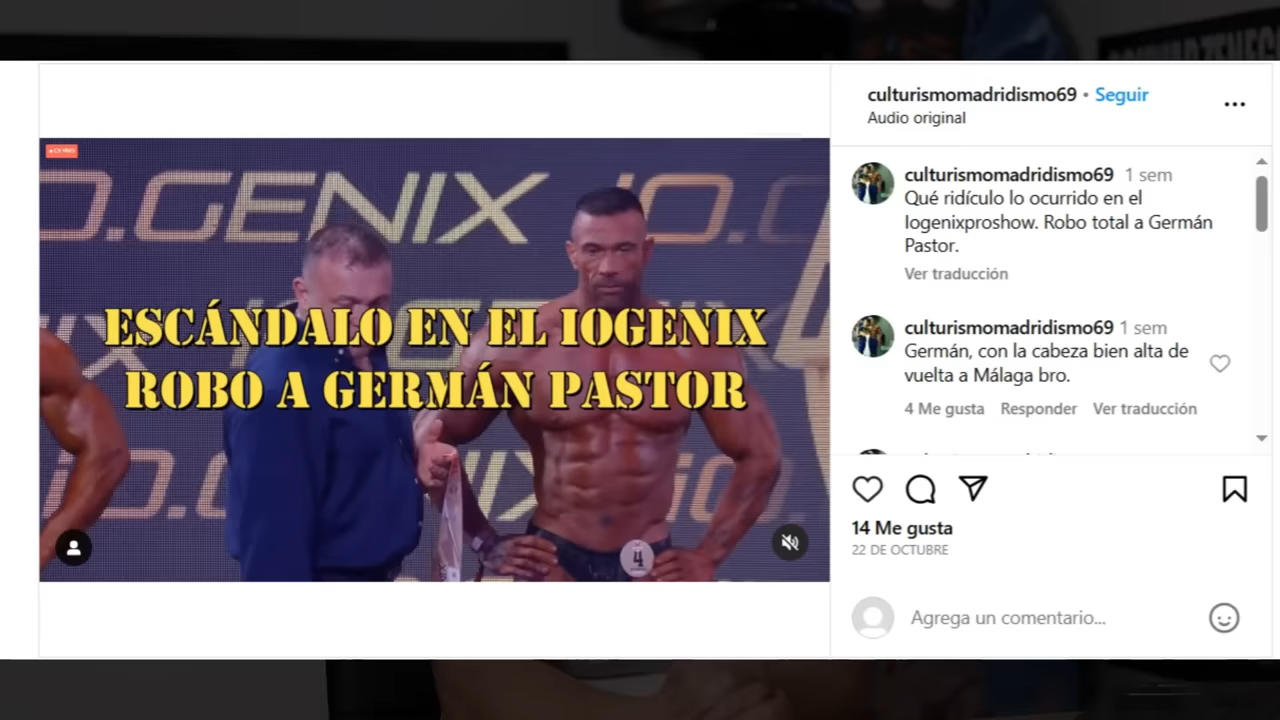 culturismomadridismo69 • Seguir
Audio original
culturismomadridismo69 1 sem
Qué ridículo lo ocurrido en el
Iogenixproshow. Robo total a Germán
Pastor.
Ver traducción
culturismomadridismo69 1 sem
Germán, con la cabeza bien alta de
vuelta a Málaga bro.
4 Me gusta Responder Ver traducción
14 Me gusta
22 DE OCTUBRE
Agrega un comentario...
EN VIVO
O.GENIX IO.G
ESCÁNDALO EN EL IOGENIX
ROBO A GERMÁN PASTOR
4